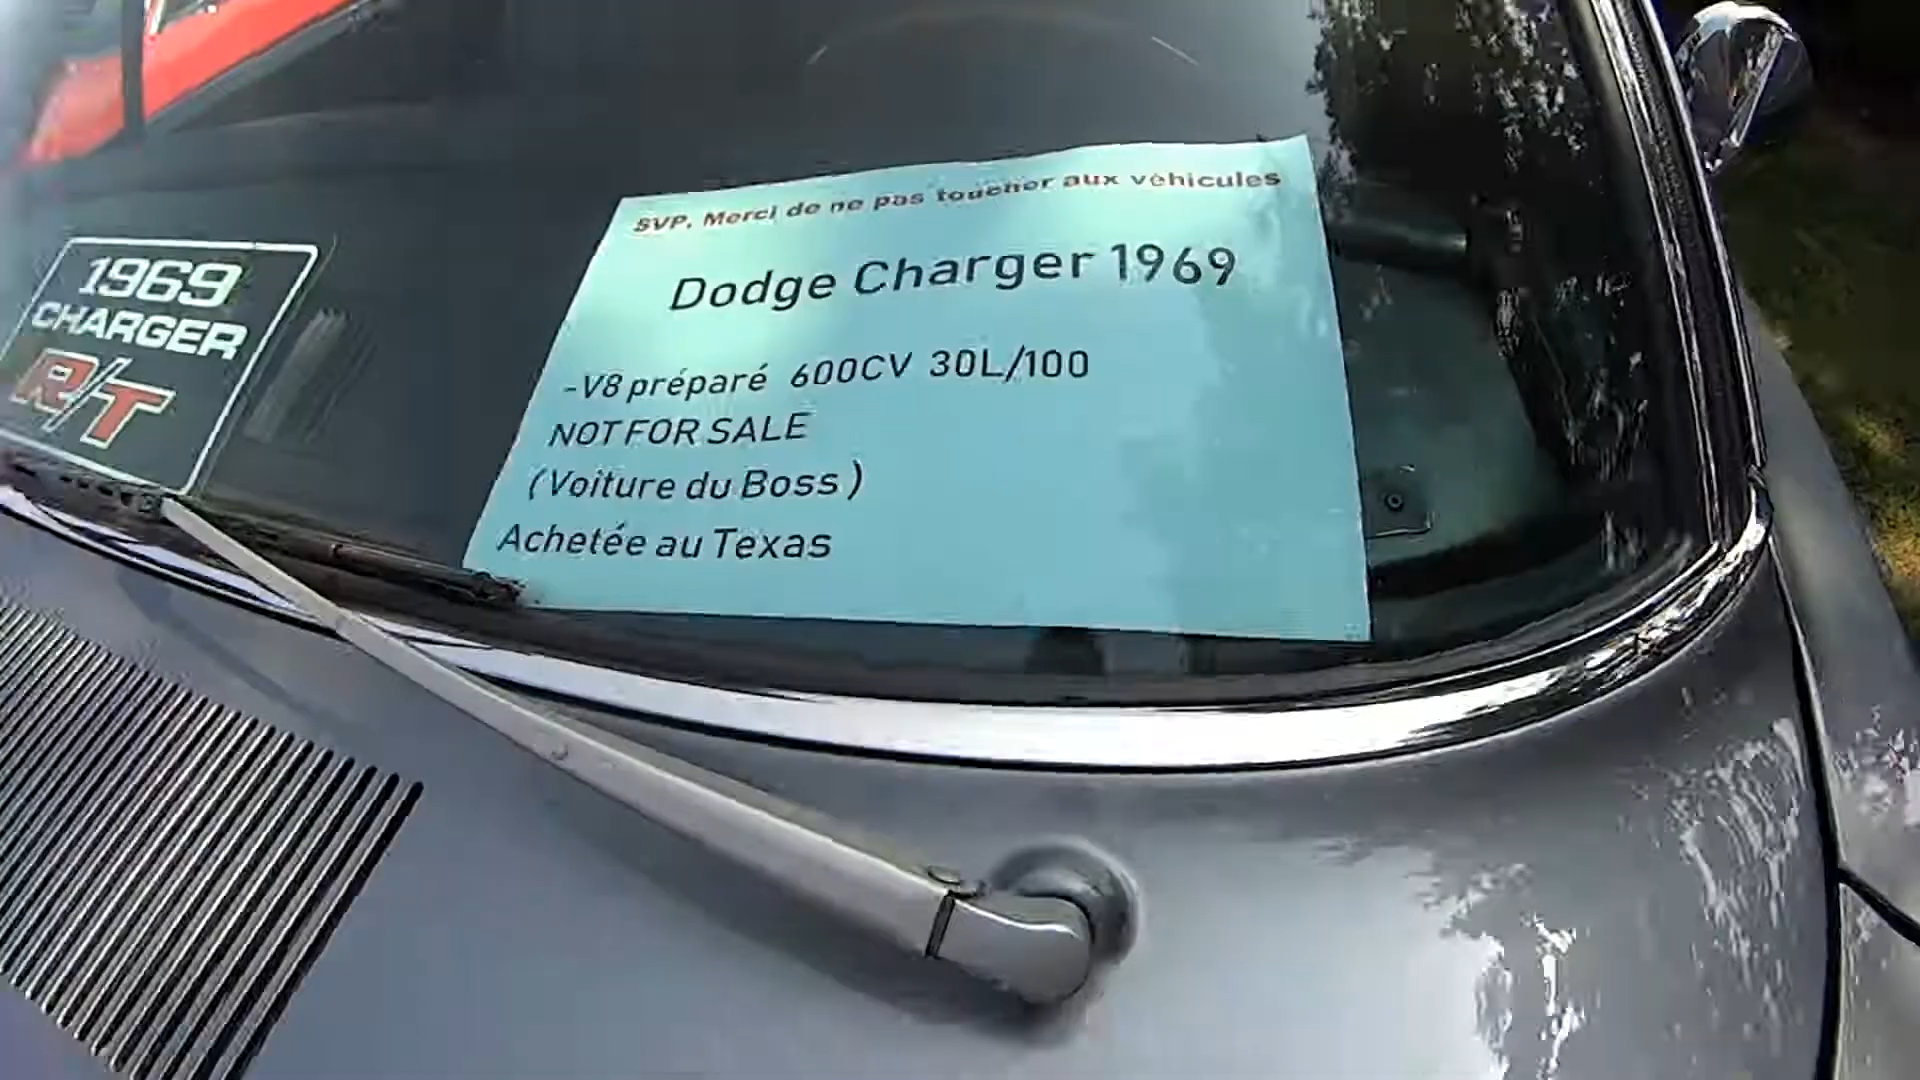 1969
CHARGER
R/T
SVP. Merci de ne pas toucher aux véhicules
Dodge Charger 1969
-V8 préparé 600CV 30L/100
NOT FOR SALE
(Voiture du Boss)
Achetée au Texas